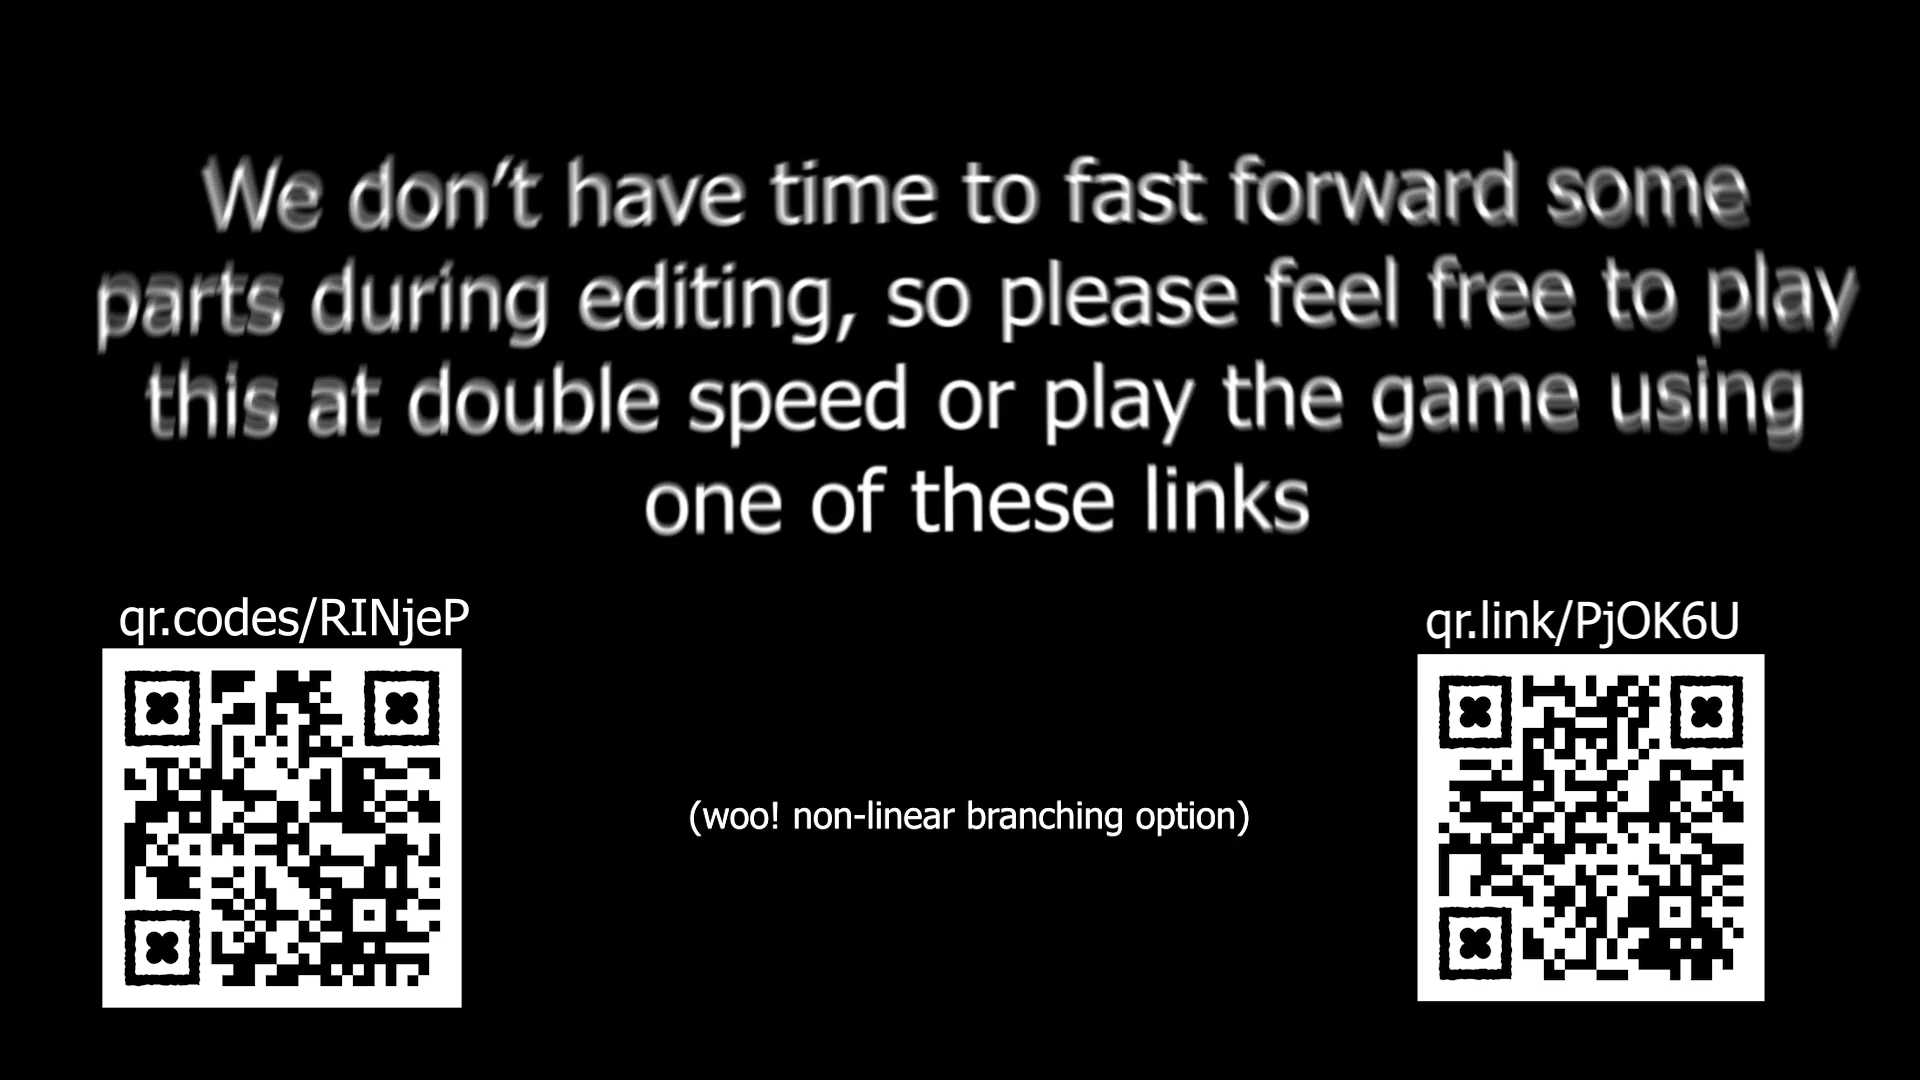 We don’t have time to fast forward some
parts during editing, so please feel free to play
this at double speed or play the game using
one of these links
qr.codes/RINjeP
qr.link/PjOK6U
(woo! non-linear branching option)